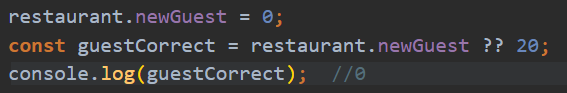 restaurant.newGuest = 0;
const guestCorrect = restaurant.newGuest ?? 20;
console.log(guestCorrect);  //0